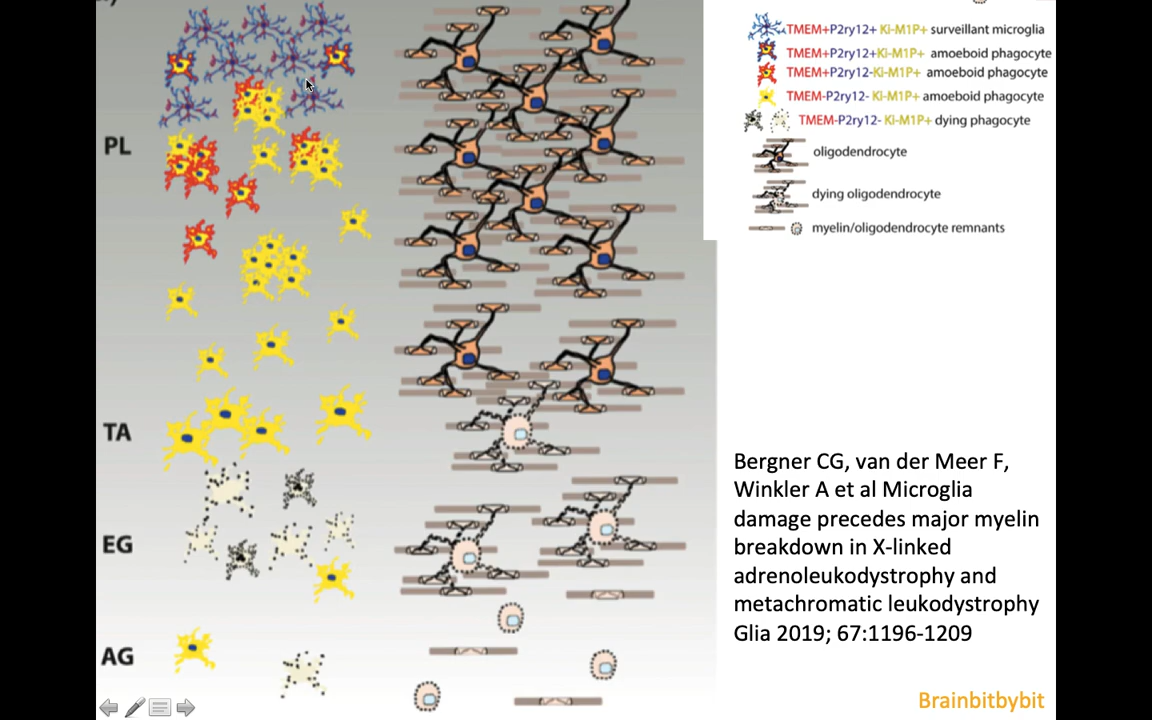 TMEM+P2ry12+ Ki-M1P+ surveillant microglia
TMEM+P2ry12+Ki-M1P+ amoeboid phagocyte
TMEM+P2ry12-Ki-M1P+ amoeboid phagocyte
TMEM-P2ry12- Ki-M1P+ amoeboid phagocyte
TMEM-P2ry12- Ki-M1P+ dying phagocyte
oligodendrocyte
dying oligodendrocyte
myelin/oligodendrocyte remnants
PL
TA
EG
AG
Bergner CG, van der Meer F,
Winkler A et al Microglia
damage precedes major myelin
breakdown in X-linked
adrenoleukodystrophy and
metachromatic leukodystrophy
Glia 2019; 67:1196-1209
Brainbitbybit